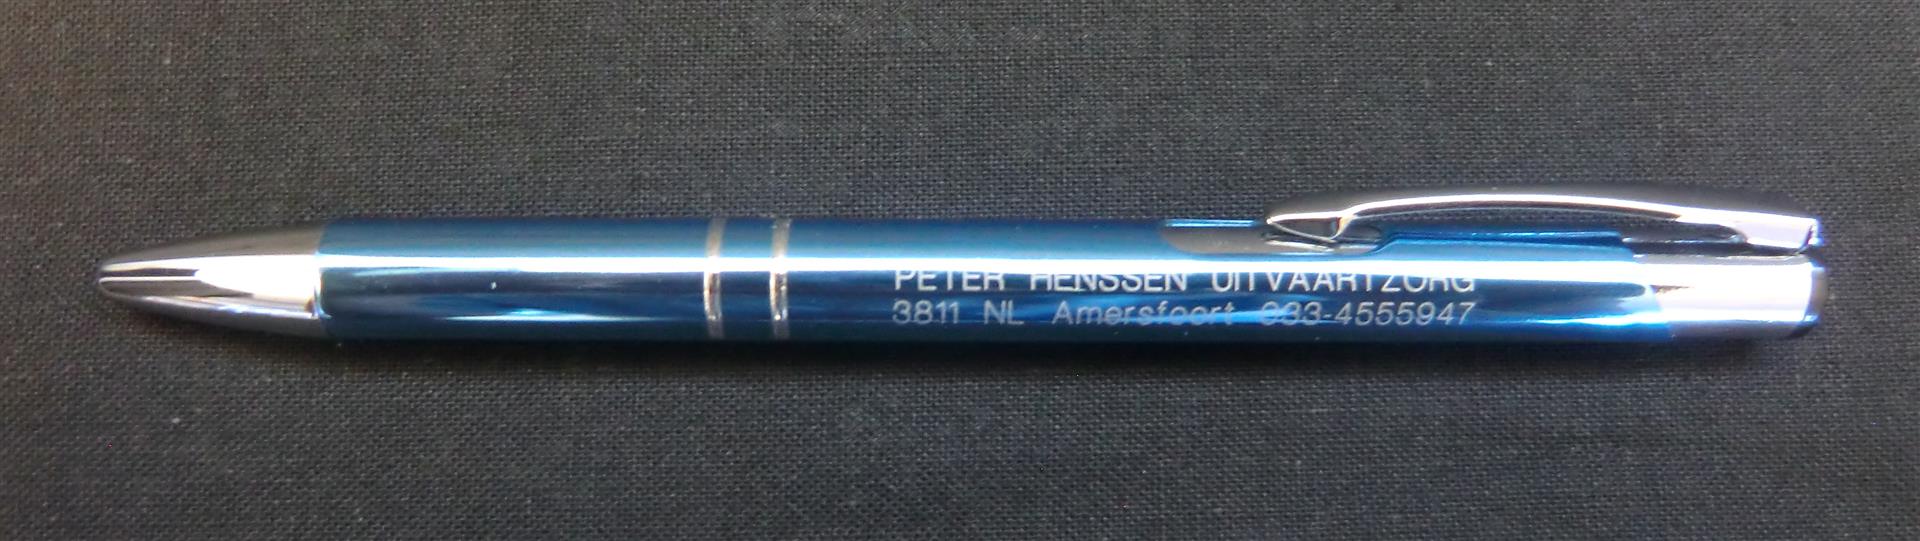 PETER HENSSEN UITVAARTZORG
3811 NL Amersfoort 033-4555947